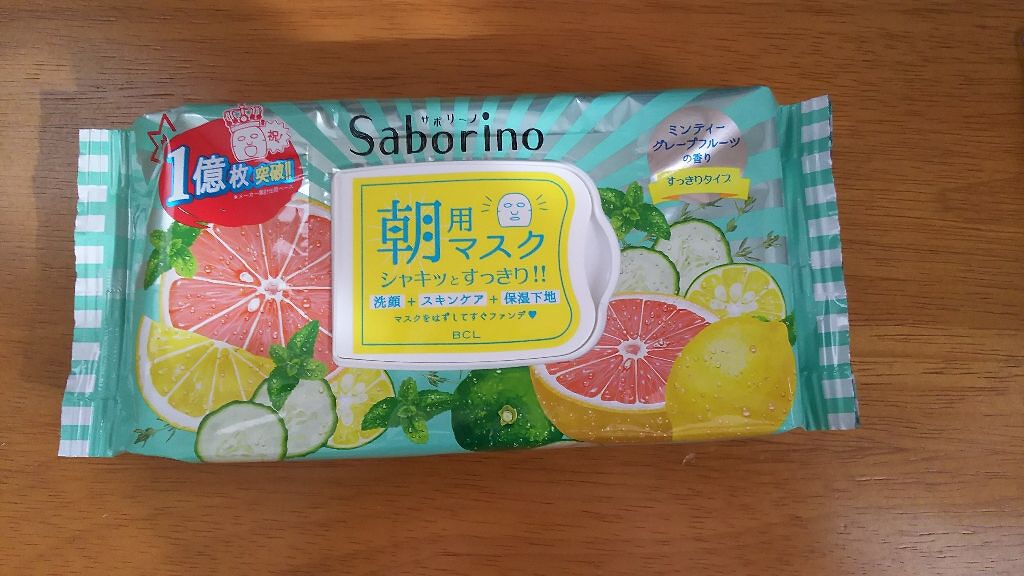 サボリーノ
Saborino
祝!
1億枚突破!!
ミンティー
グレープフルーツ
の香り
すっきりタイプ
朝用マスク
シャキッとすっきり!!
洗顔+スキンケア+保湿下地
マスクをはずしてすぐファンデ♥
BCL